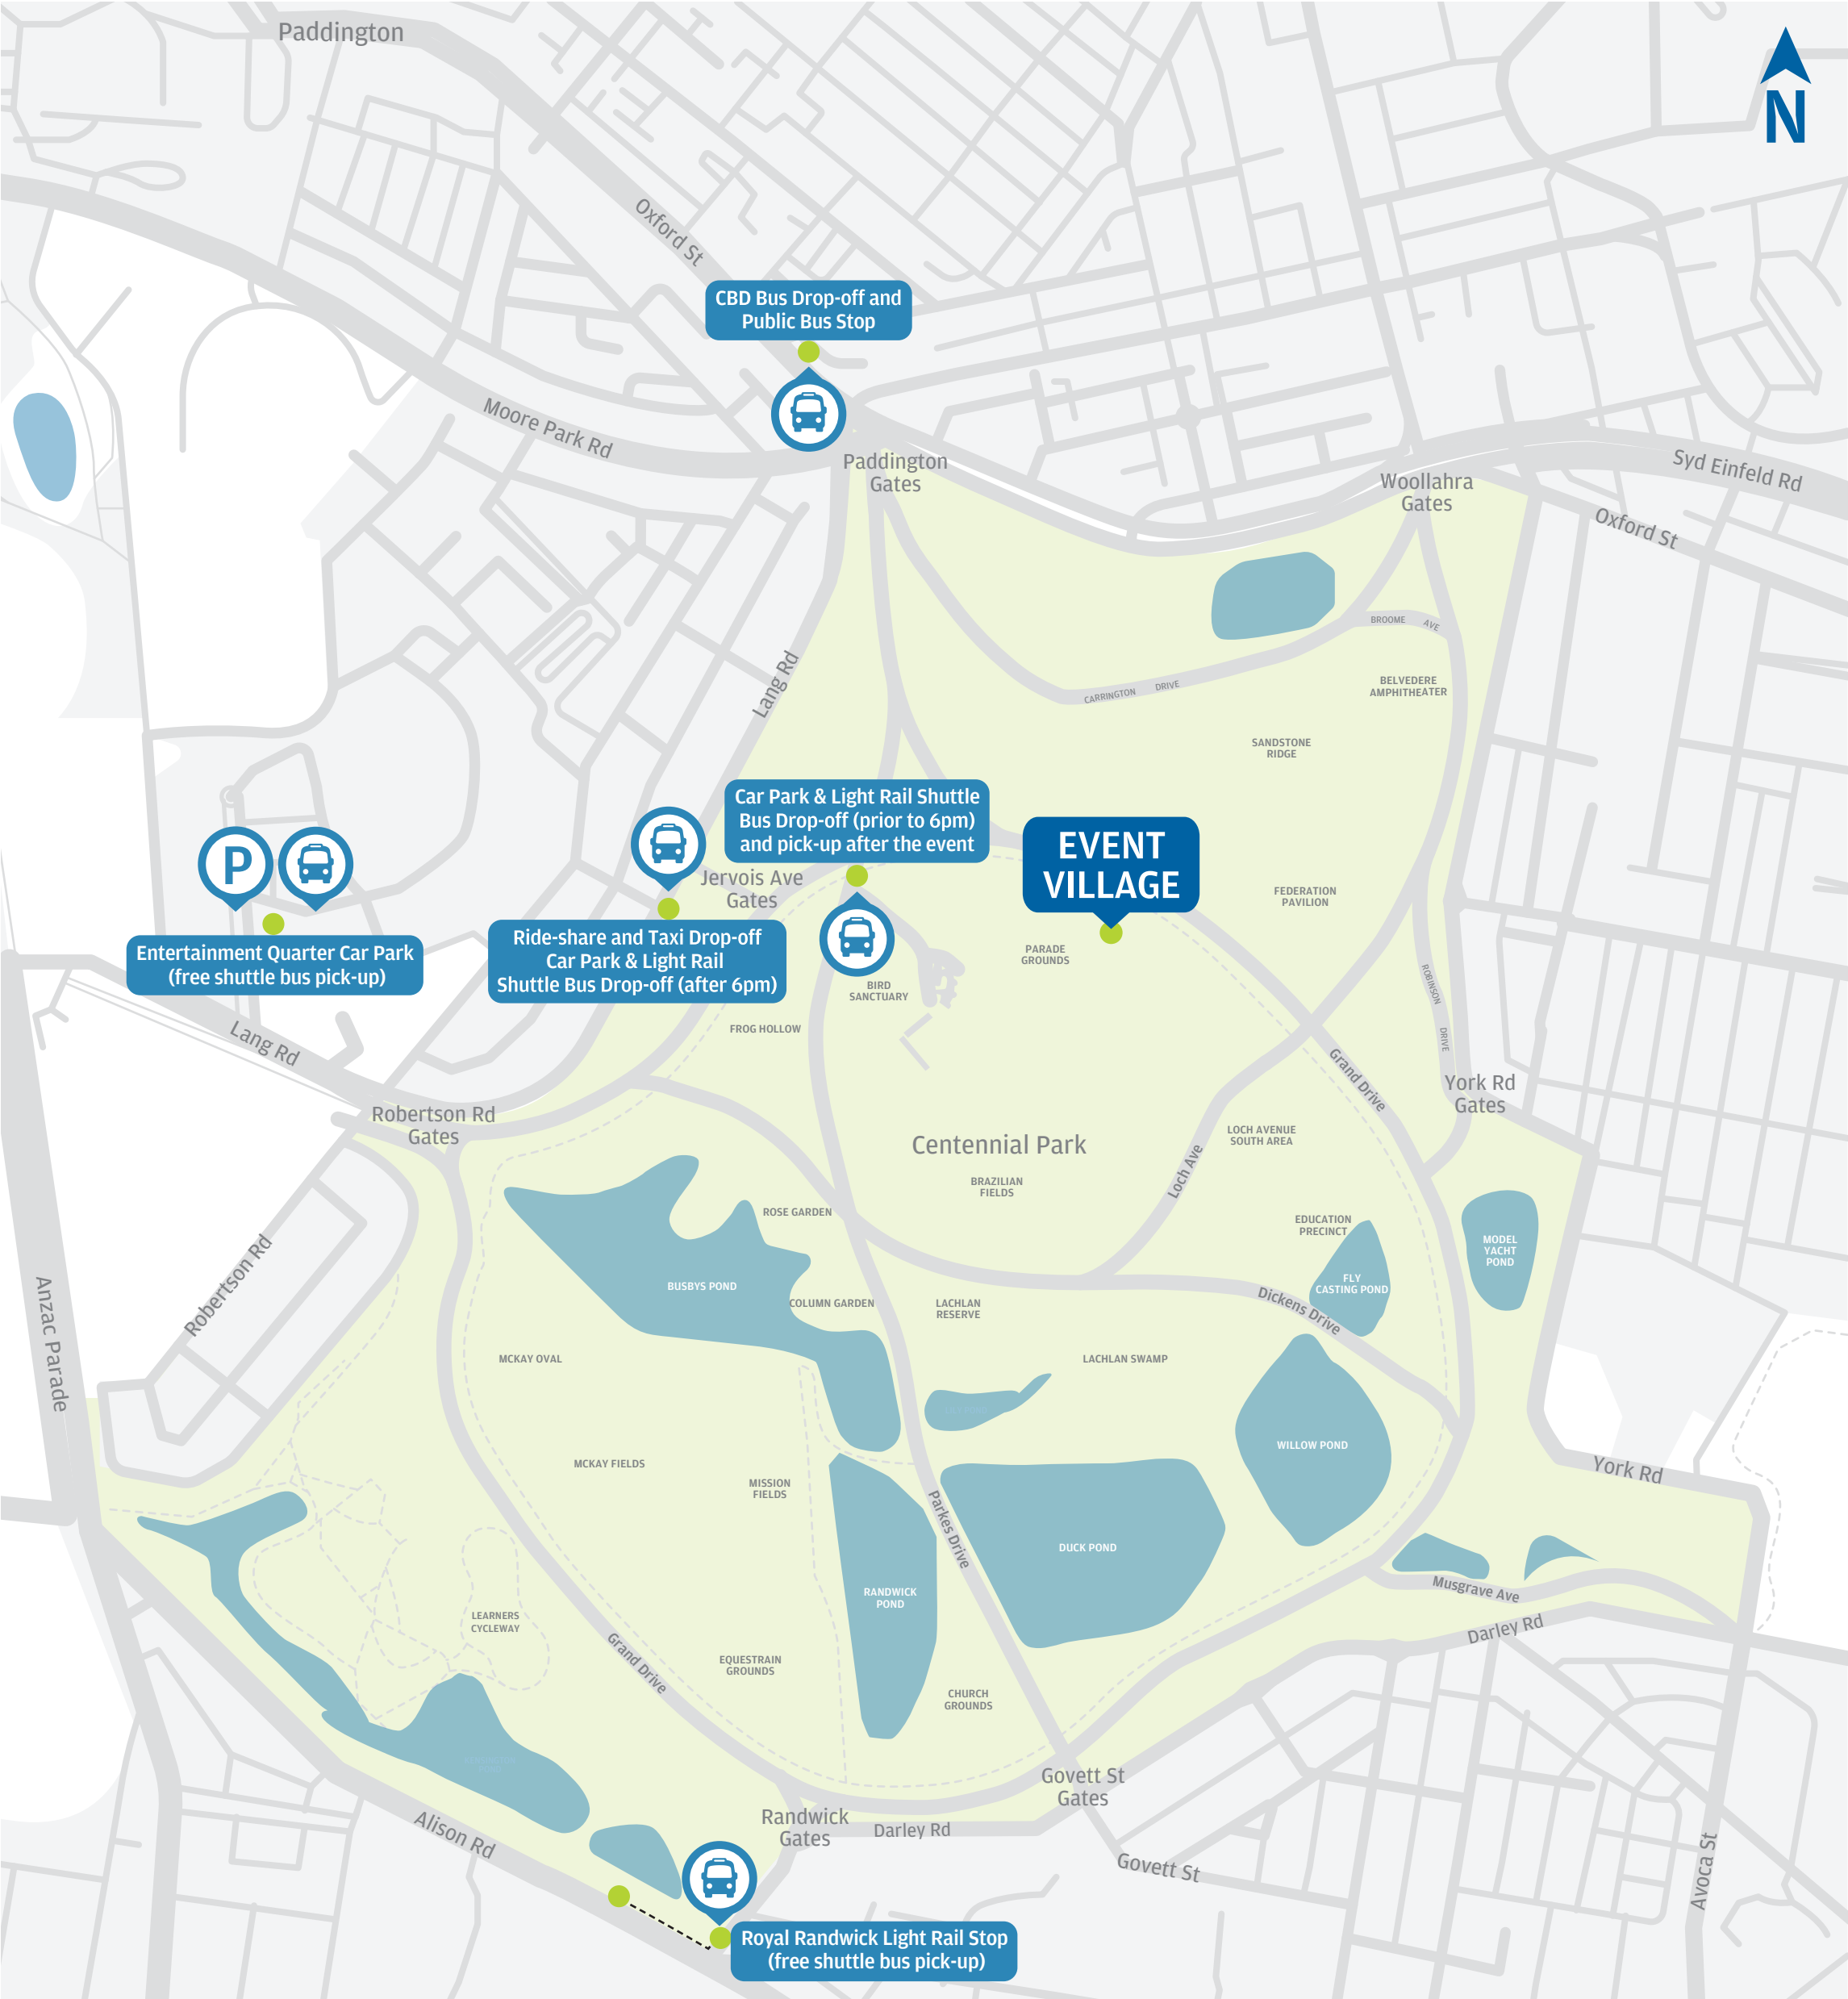 Paddington
N
Oxford St
CBD Bus Drop-off and
Public Bus Stop
Moore Park Rd
Paddington
Gates
Woollahra
Gates
Syd Einfeld Rd
Oxford St
BROOME AVE
Lang Rd
CARRINGTON DRIVE
BELVEDERE
AMPHITHEATER
SANDSTONE
RIDGE
Car Park & Light Rail Shuttle
Bus Drop-off (prior to 6pm)
and pick-up after the event
EVENT
VILLAGE
P
Jervois Ave
Gates
FEDERATION
PAVILION
Entertainment Quarter Car Park
(free shuttle bus pick-up)
Ride-share and Taxi Drop-off
Car Park & Light Rail
Shuttle Bus Drop-off (after 6pm)
PARADE
GROUNDS
BIRD
SANCTUARY
ROBINSON DRIVE
FROG HOLLOW
Lang Rd
Grand Drive
York Rd
Gates
Robertson Rd
Gates
Centennial Park
LOCH AVENUE
SOUTH AREA
Loch Ave
BRAZILIAN
FIELDS
ROSE GARDEN
EDUCATION
PRECINCT
MODEL
YACHT
POND
Robertson Rd
BUSBYS POND
FLY
CASTING POND
Anzac Parade
COLUMN GARDEN
LACHLAN
RESERVE
Dickens Drive
MCKAY OVAL
LACHLAN SWAMP
WILLOW POND
MCKAY FIELDS
MISSION
FIELDS
York Rd
Parkes Drive
DUCK POND
RANDWICK
POND
Musgrave Ave
Darley Rd
LEARNERS
CYCLEWAY
Grand Drive
EQUESTRAIN
GROUNDS
CHURCH
GROUNDS
Govett St
Gates
Randwick
Gates
Darley Rd
Alison Rd
Govett St
Avoca St
Royal Randwick Light Rail Stop
(free shuttle bus pick-up)